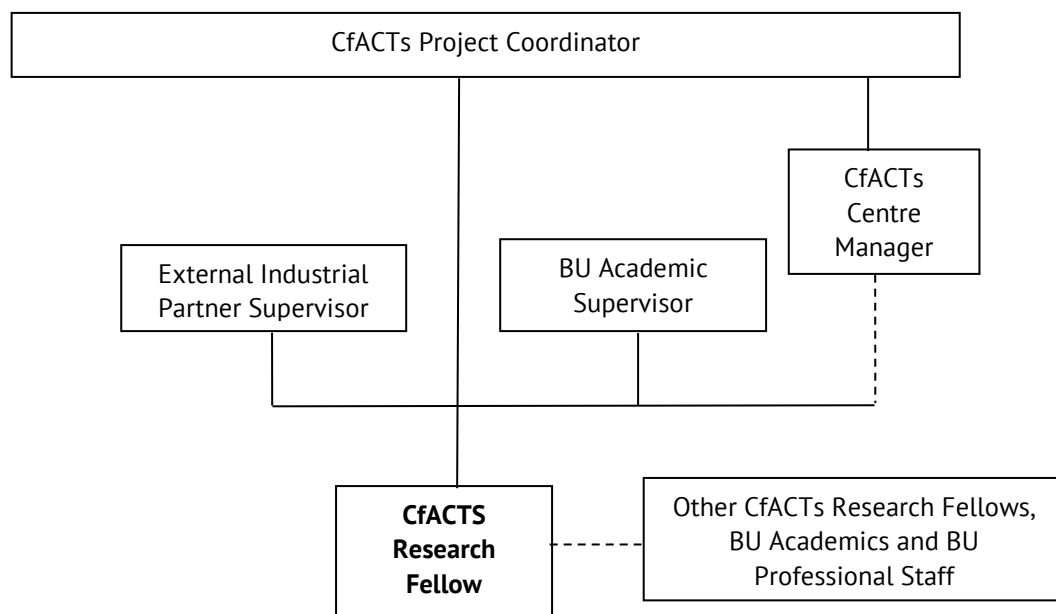 CfACTs Project Coordinator
CfACTs
Centre
Manager
External Industrial
Partner Supervisor
BU Academic
Supervisor
CfACTS
Research
Fellow
Other CfACTs Research Fellows,
BU Academics and BU
Professional Staff